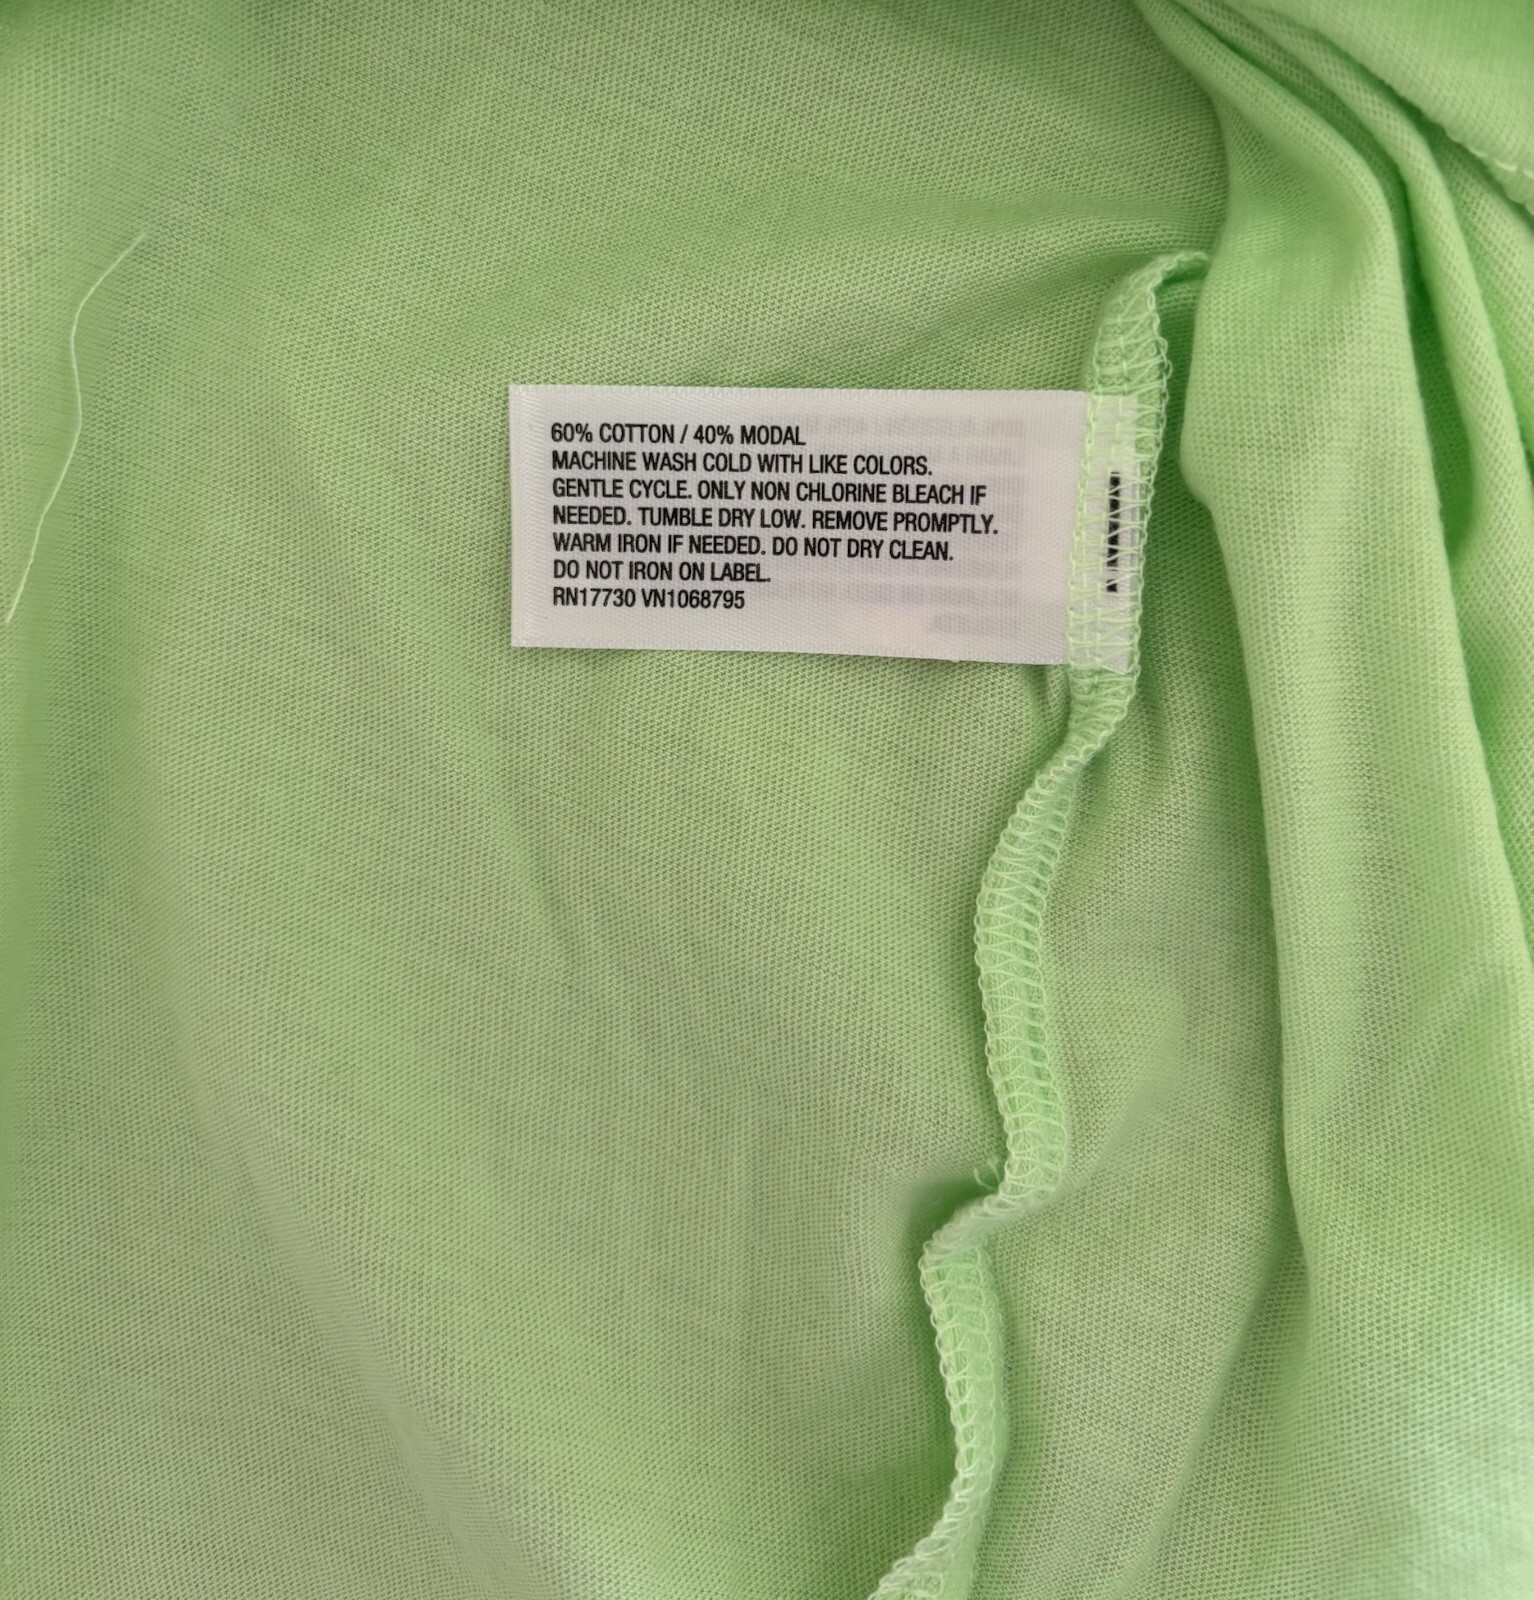 60% COTTON / 40% MODAL
MACHINE WASH COLD WITH LIKE COLORS.
GENTLE CYCLE. ONLY NON CHLORINE BLEACH IF
NEEDED. TUMBLE DRY LOW. REMOVE PROMPTLY.
WARM IRON IF NEEDED. DO NOT DRY CLEAN.
DO NOT IRON ON LABEL.
RN17730 VN1068795